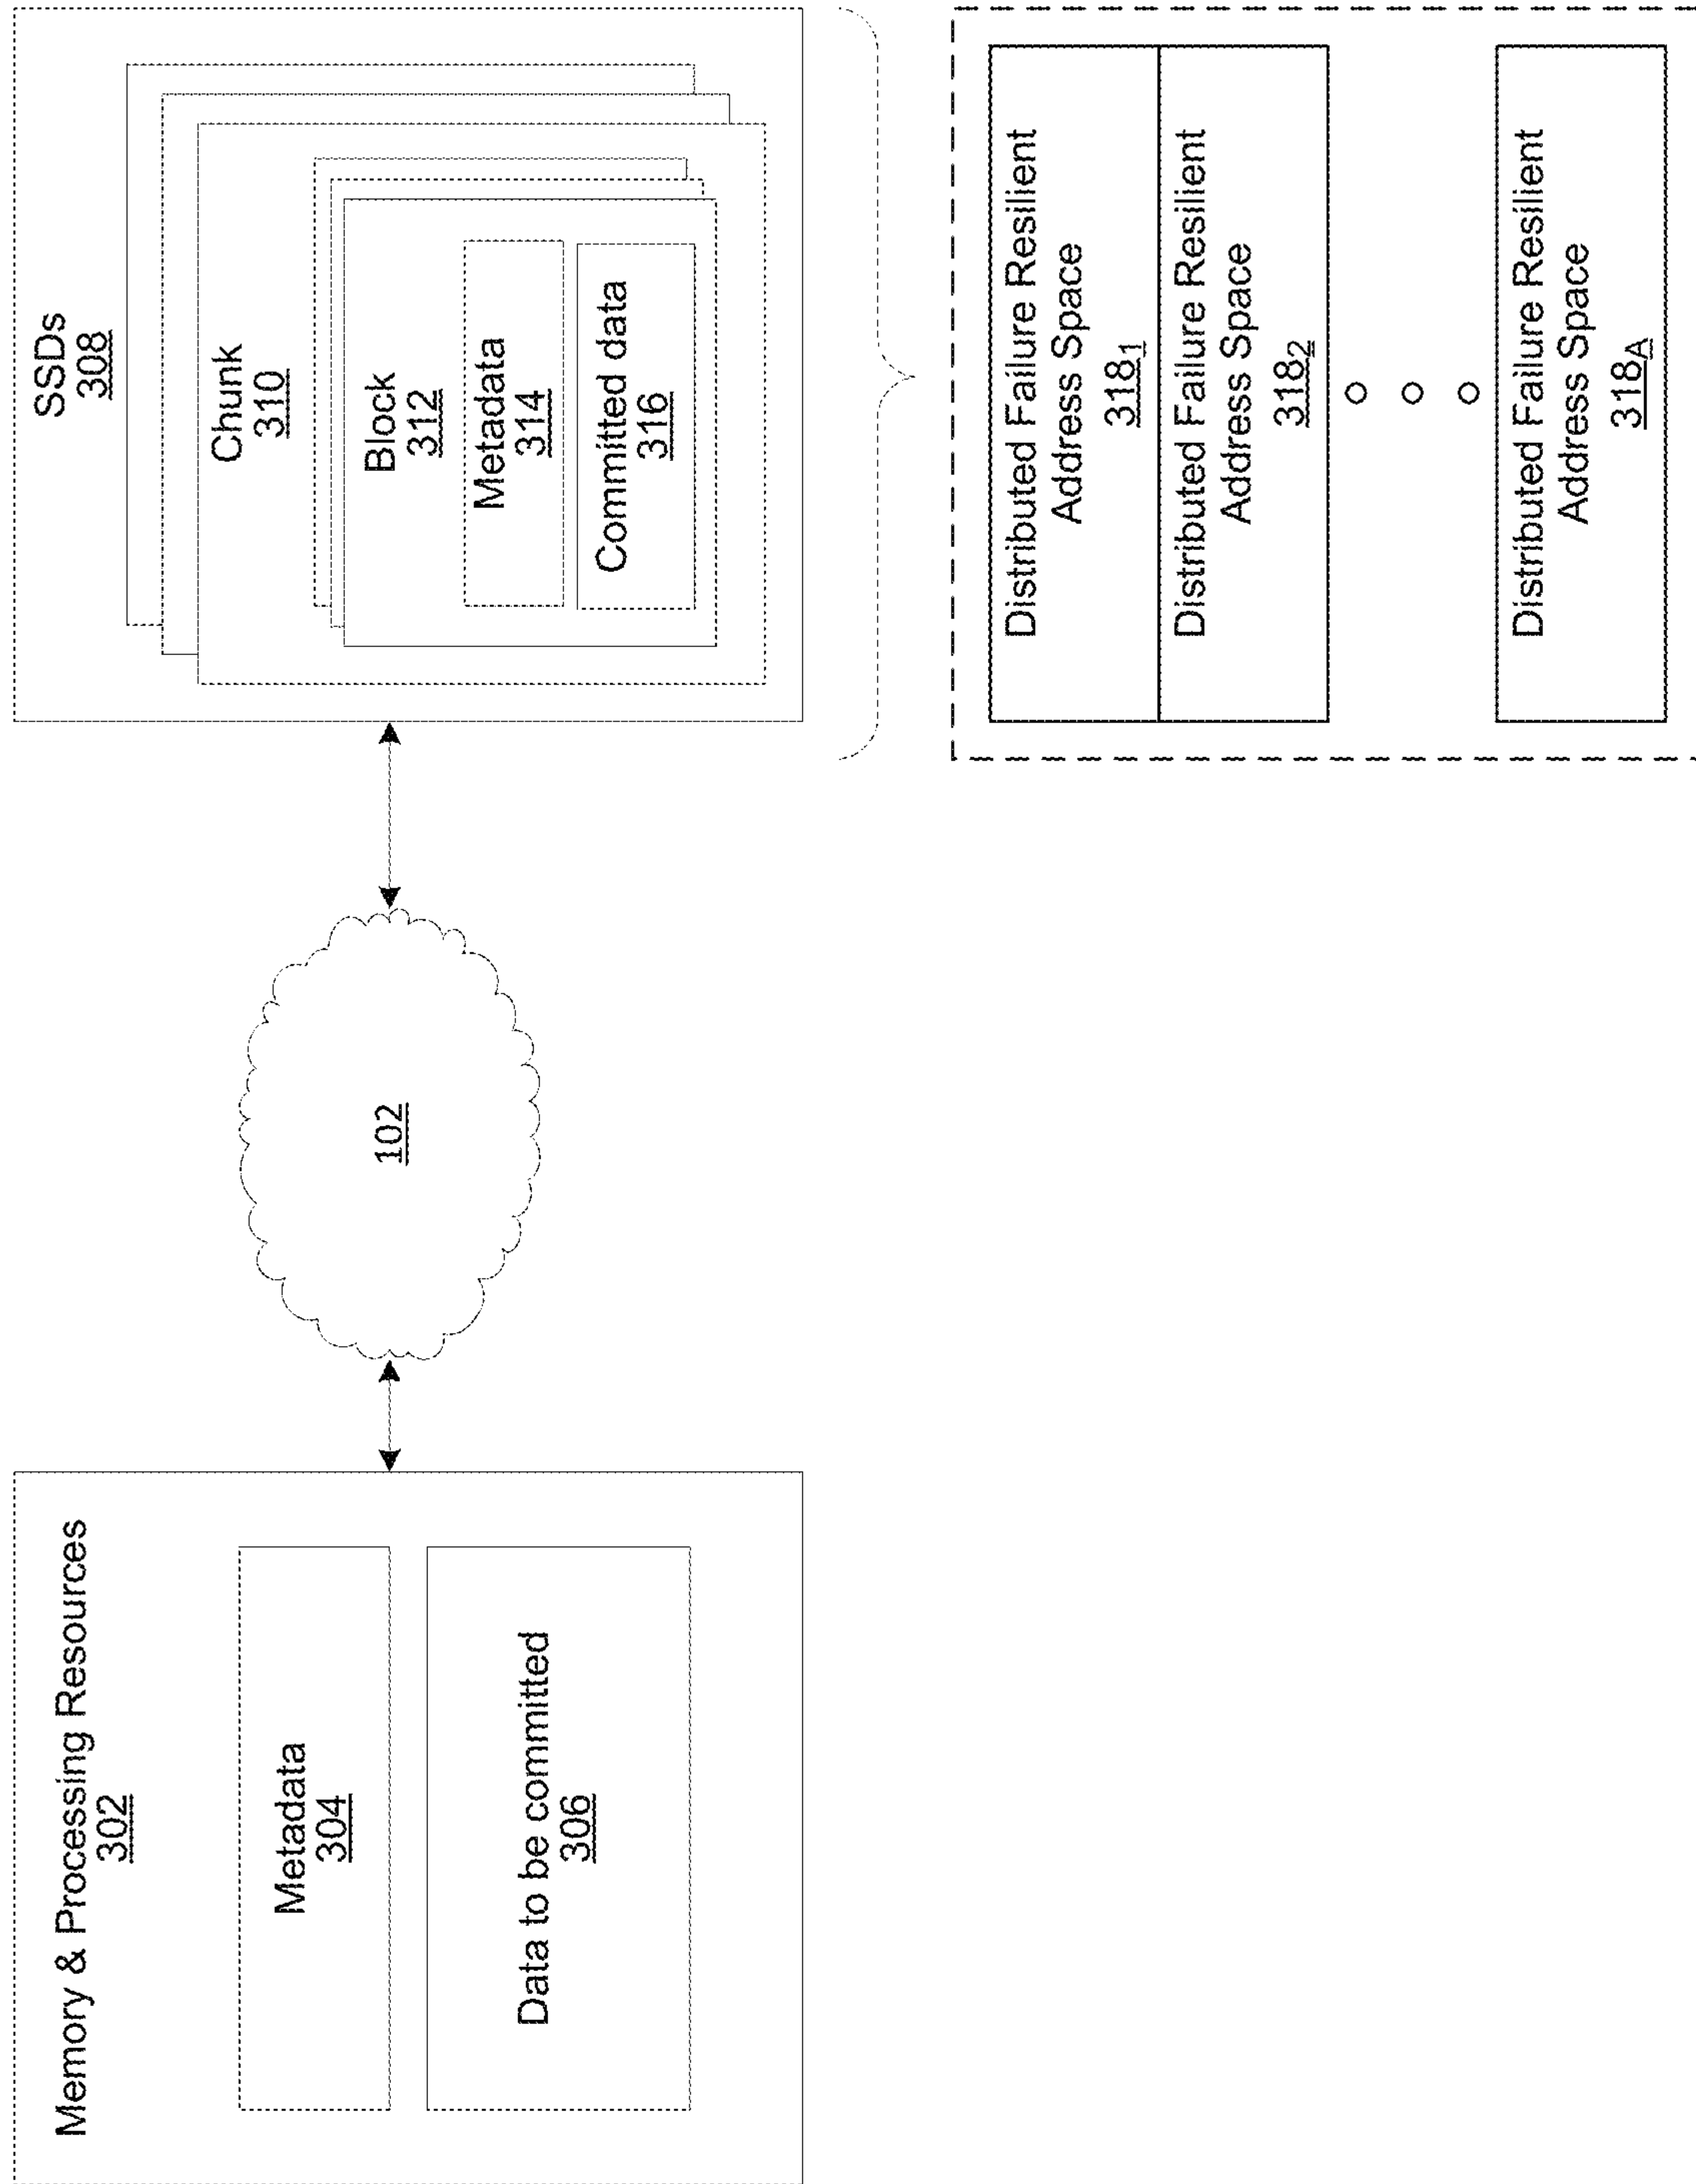 Memory & Processing Resources
302
Metadata
304
Data to be committed
306
102
SSDs
308
Chunk
310
Block
312
Metadata
314
Committed data
316
Distributed Failure Resilient
Address Space
318₁
Distributed Failure Resilient
Address Space
318₂
Distributed Failure Resilient
Address Space
318A